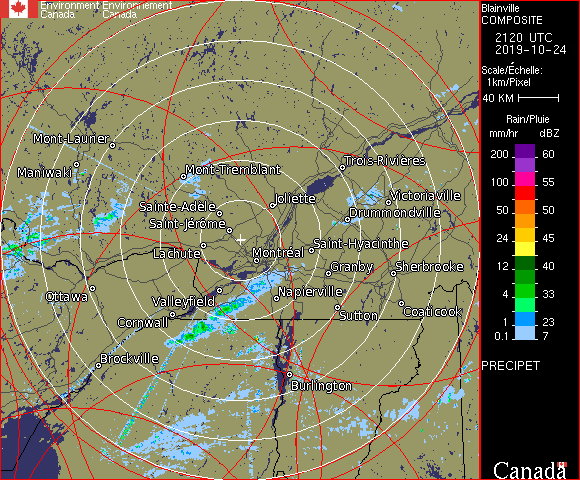 Environment Environnement
Canada Canada
Blainville
COMPOSITE
2120 UTC
2019-10-24
Scale/Échelle:
1km/Pixel
40 KM
Rain/Pluie
mm/hr dBZ
200 60
100 55
50 50
24 45
12 40
4 33
1 23
0.1 7
PRECIPET
Canada
Mont-Laurier
Maniwaki
Mont-Tremblant
Trois-Rivières
Joliette
Victoriaville
Sainte-Adèle
Drummondville
Saint-Jérôme
Saint-Hyacinthe
Lachute
Montréal
Granby
Sherbrooke
Ottawa
Valleyfield
Napierville
Cornwall
Sutton
Coaticook
Brockville
Burlington